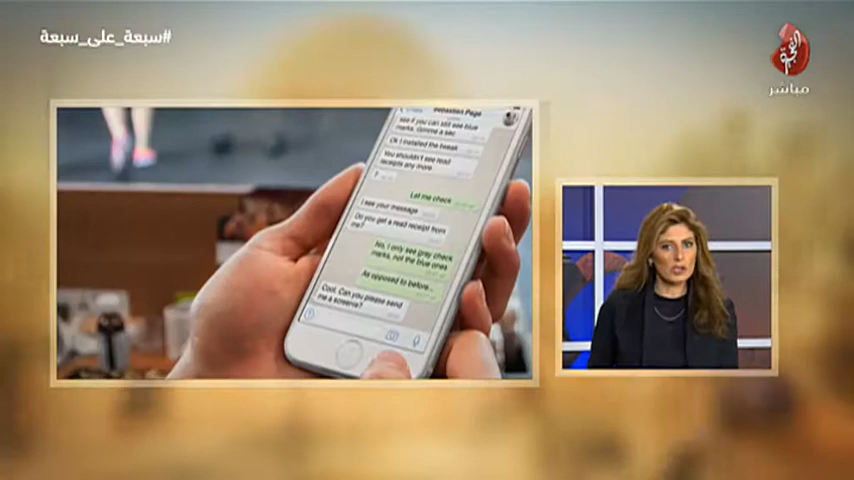 #سبعة_على_سبعة
الفجيرة
مباشر
Sebastien Page
see if you can still see blue
marks. Gimme a sec
Ok I installed the tweak
You shouldn't see read
receipts any more
?
Let me check
I see your message
Do you get a read receipt from
me?
No, I only see gray check
marks, not the blue ones
As opposed to before...
Cool. Can you please send
me a screenie?